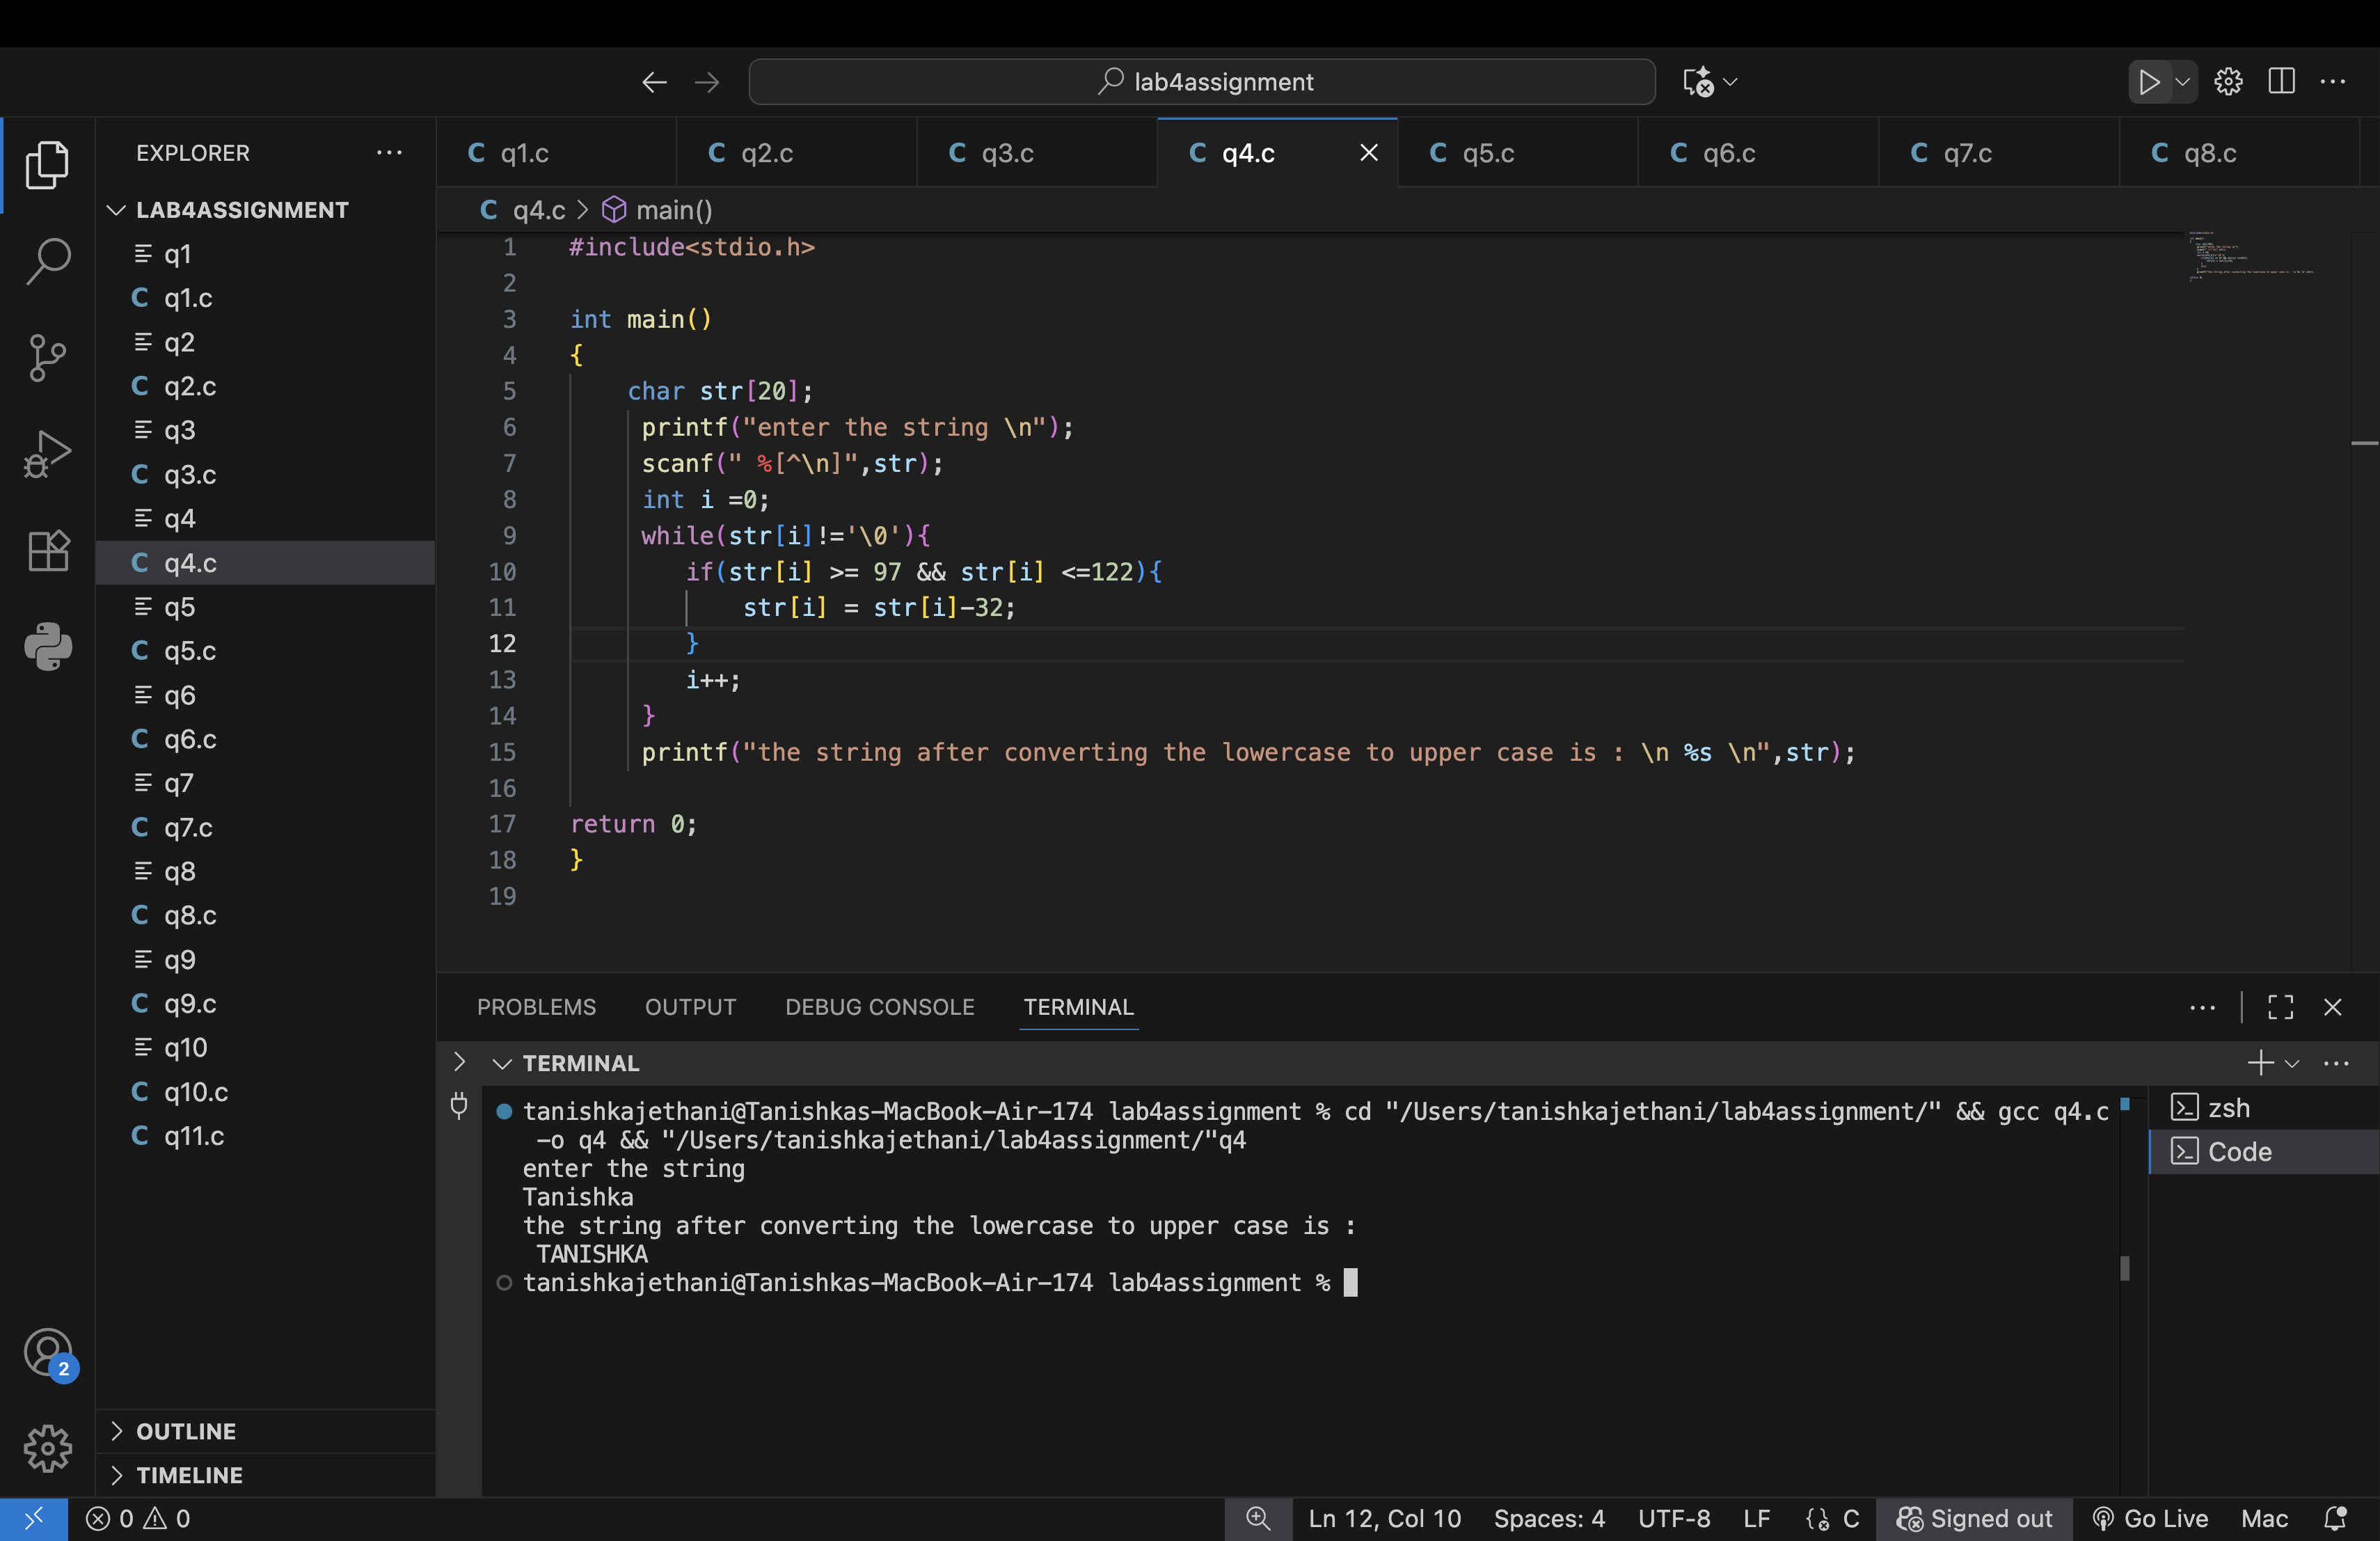 lab4assignment
EXPLORER
LAB4ASSIGNMENT
q1
q1.c
q2
q2.c
q3
q3.c
q4
q4.c
q5
q5.c
q6
q6.c
q7
q7.c
q8
q8.c
q9
q9.c
q10
q10.c
q11.c
OUTLINE
TIMELINE
q1.c q2.c q3.c q4.c q5.c q6.c q7.c q8.c
q4.c > main()
1 #include<stdio.h>
2
3 int main()
4 {
5 char str[20];
6 printf("enter the string \n");
7 scanf(" %[^\n]",str);
8 int i =0;
9 while(str[i]!='\0'){
10 if(str[i] >= 97 && str[i] <=122){
11 str[i] = str[i]-32;
12 }
13 i++;
14 }
15 printf("the string after converting the lowercase to upper case is : \n %s \n",str);
16
17 return 0;
18 }
19
PROBLEMS OUTPUT DEBUG CONSOLE TERMINAL
TERMINAL
tanishkajethani@Tanishkas-MacBook-Air-174 lab4assignment % cd "/Users/tanishkajethani/lab4assignment/" && gcc q4.c
-o q4 && "/Users/tanishkajethani/lab4assignment/"q4
enter the string
Tanishka
the string after converting the lowercase to upper case is :
TANISHKA
tanishkajethani@Tanishkas-MacBook-Air-174 lab4assignment %
zsh
Code
2
0 0 Ln 12, Col 10 Spaces: 4 UTF-8 LF C Signed out Go Live Mac